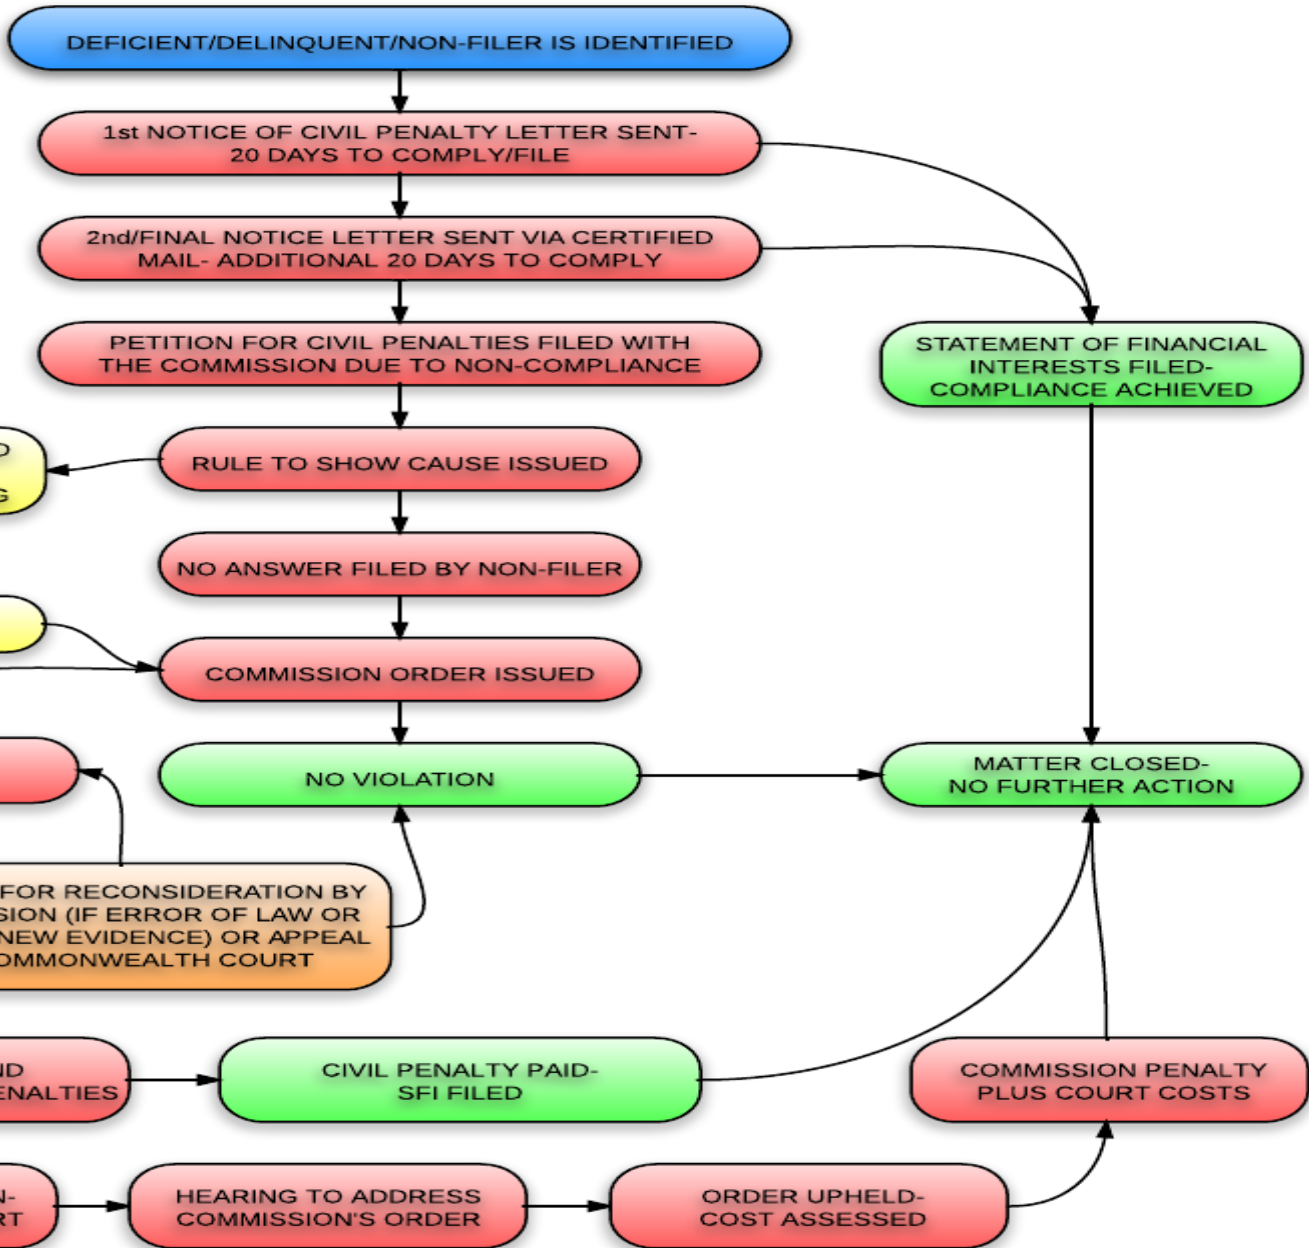 DEFICIENT/DELINQUENT/NON-FILER IS IDENTIFIED
1st NOTICE OF CIVIL PENALTY LETTER SENT-
20 DAYS TO COMPLY/FILE
2nd/FINAL NOTICE LETTER SENT VIA CERTIFIED
MAIL- ADDITIONAL 20 DAYS TO COMPLY
PETITION FOR CIVIL PENALTIES FILED WITH
THE COMMISSION DUE TO NON-COMPLIANCE
STATEMENT OF FINANCIAL
INTERESTS FILED-
COMPLIANCE ACHIEVED
RULE TO SHOW CAUSE ISSUED
NO ANSWER FILED BY NON-FILER
COMMISSION ORDER ISSUED
NO VIOLATION
MATTER CLOSED-
NO FURTHER ACTION
FOR RECONSIDERATION BY
SION (IF ERROR OF LAW OR
NEW EVIDENCE) OR APPEAL
OMMONWEALTH COURT
ND
ENALTIES
CIVIL PENALTY PAID-
SFI FILED
COMMISSION PENALTY
PLUS COURT COSTS
N-
RT
HEARING TO ADDRESS
COMMISSION'S ORDER
ORDER UPHELD-
COST ASSESSED